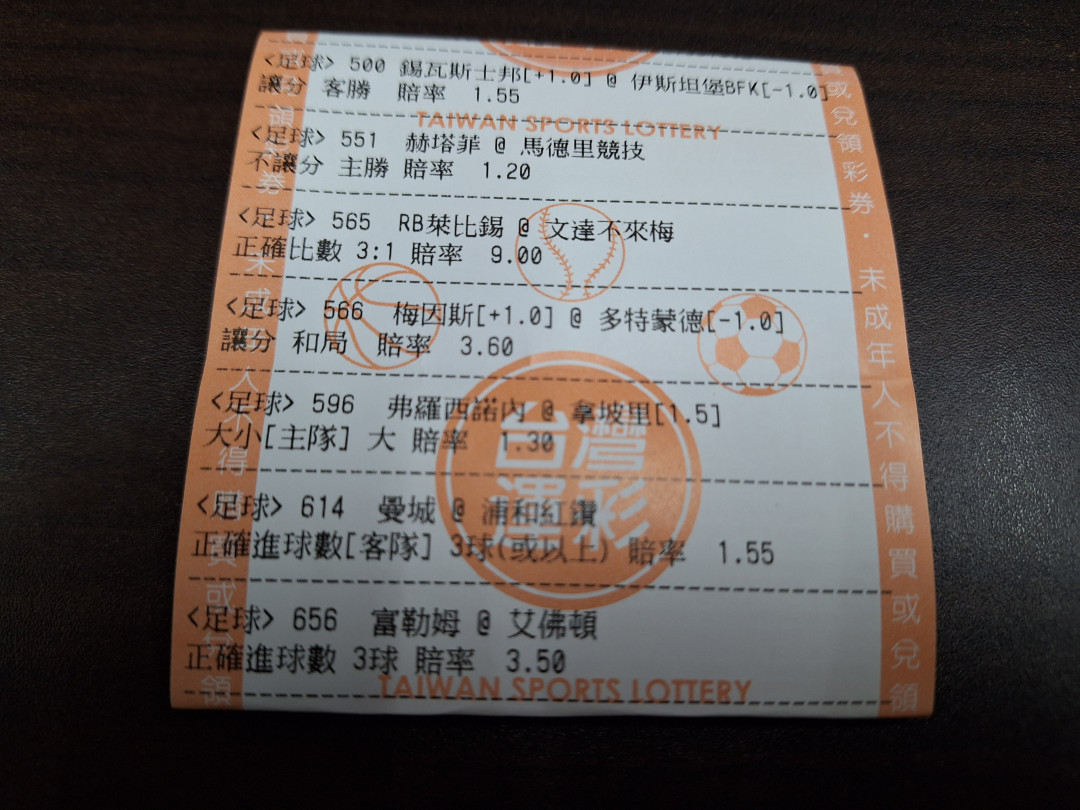 <足球> 500 錫瓦斯士邦[+1.0] @ 伊斯坦堡BFK[-1.0]
讓分 客勝 賠率 1.55
TAIWAN SPORTS LOTTERY
<足球> 551 赫塔菲 @ 馬德里競技
不讓分 主勝 賠率 1.20
<足球> 565 RB萊比錫 @ 文達不來梅
正確比數 3:1 賠率 9.00
<足球> 566 梅因斯[+1.0] @ 多特蒙德[-1.0]
讓分 和局 賠率 3.60
<足球> 596 弗羅西諾內 @ 拿坡里[1.5]
大小[主隊] 大 賠率 1.30
台灣
運彩
<足球> 614 曼城 @ 浦和紅鑽
正確進球數[客隊] 3球(或以上) 賠率 1.55
<足球> 656 富勒姆 @ 艾佛頓
正確進球數 3球 賠率 3.50
TAIWAN SPORTS LOTTERY
買或兌領彩券・未成年人不得購買或兌領